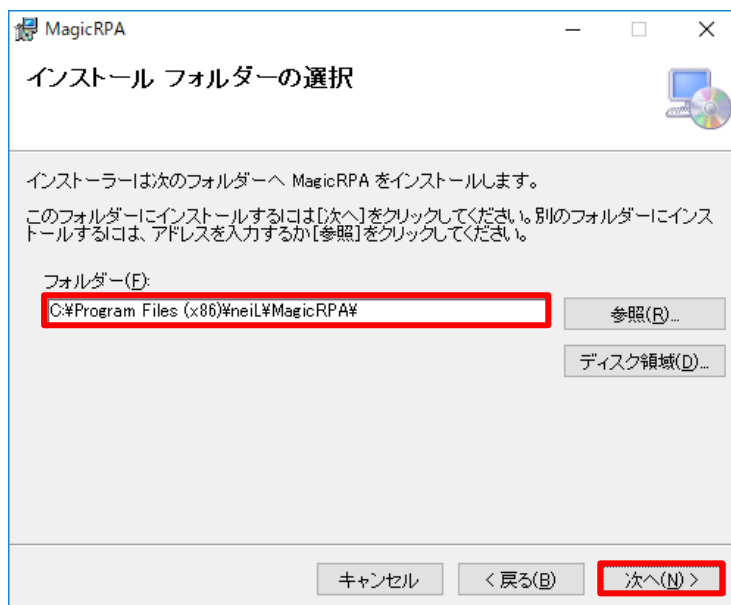 MagicRPA
インストール フォルダーの選択
インストーラーは次のフォルダーへ MagicRPA をインストールします。
このフォルダーにインストールするには[次へ]をクリックしてください。別のフォルダーにインス
トールするには、アドレスを入力するか[参照]をクリックしてください。
フォルダー(F):
C:¥Program Files (x86)¥neiL¥MagicRPA¥
参照(R)...
ディスク領域(D)...
キャンセル
< 戻る(B)
次へ(N) >